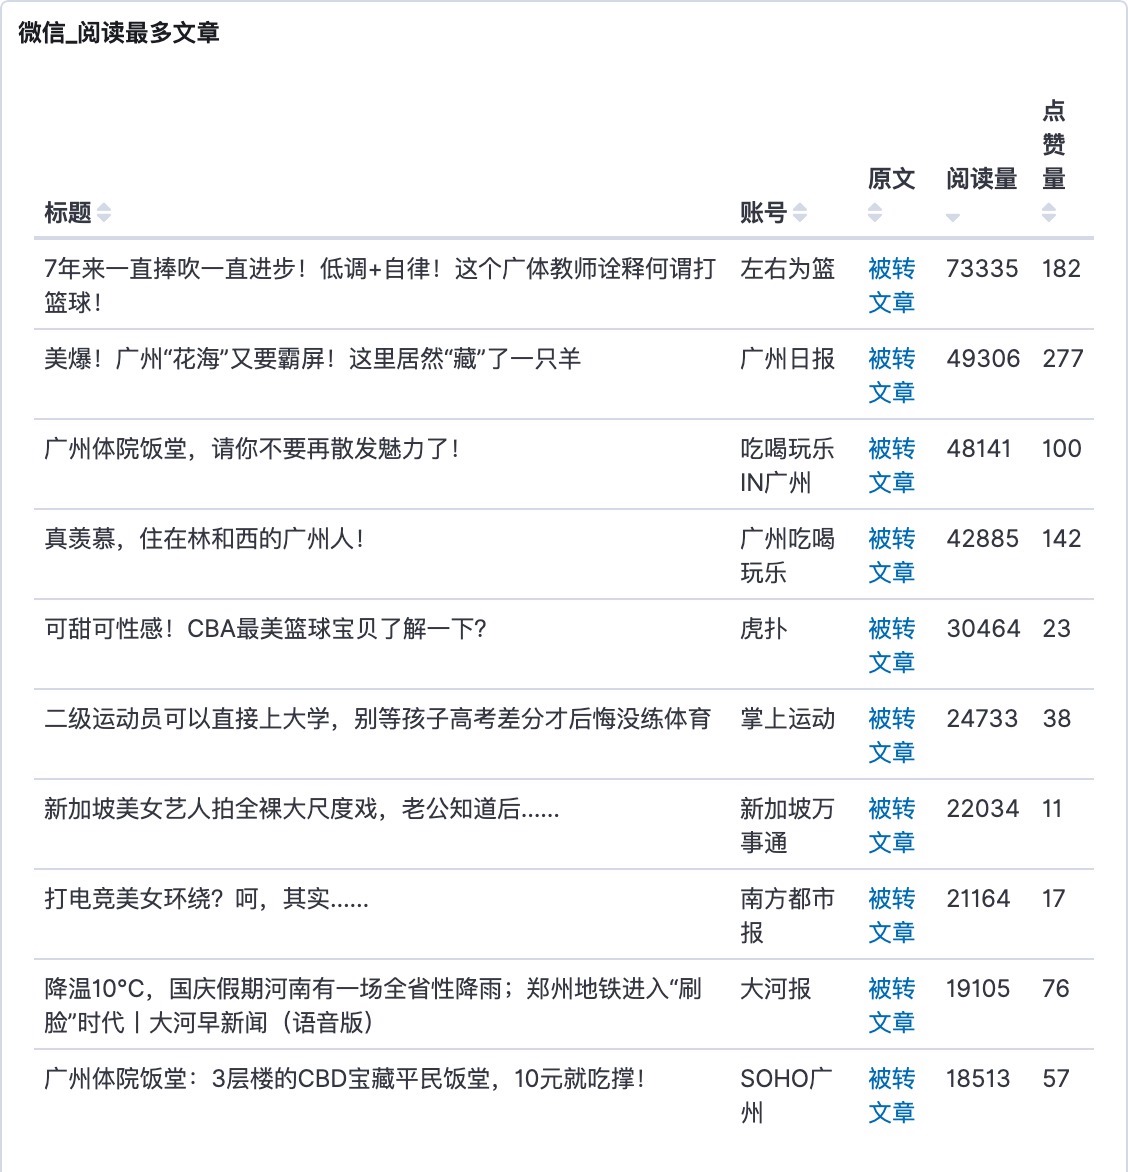 微信_阅读最多文章
标题 账号 原文 阅读量 点赞量
7年来一直捧吹一直进步！低调+自律！这个广体教师诠释何谓打 左右为篮 被转 73335 182
篮球！ 文章
美爆！广州“花海”又要霸屏！这里居然“藏”了一只羊 广州日报 被转 49306 277
文章
广州体院饭堂，请你不要再散发魅力了！ 吃喝玩乐 被转 48141 100
IN广州 文章
真羡慕，住在林和西的广州人！ 广州吃喝 被转 42885 142
玩乐 文章
可甜可性感！CBA最美篮球宝贝了解一下？ 虎扑 被转 30464 23
文章
二级运动员可以直接上大学，别等孩子高考差分才后悔没练体育 掌上运动 被转 24733 38
文章
新加坡美女艺人拍全裸大尺度戏，老公知道后…… 新加坡万 被转 22034 11
事通 文章
打电竞美女环绕？呵，其实…… 南方都市 被转 21164 17
报 文章
降温10°C，国庆假期河南有一场全省性降雨；郑州地铁进入“刷 大河报 被转 19105 76
脸”时代丨大河早新闻（语音版） 文章
广州体院饭堂：3层楼的CBD宝藏平民饭堂，10元就吃撑！ SOHO广 被转 18513 57
州 文章